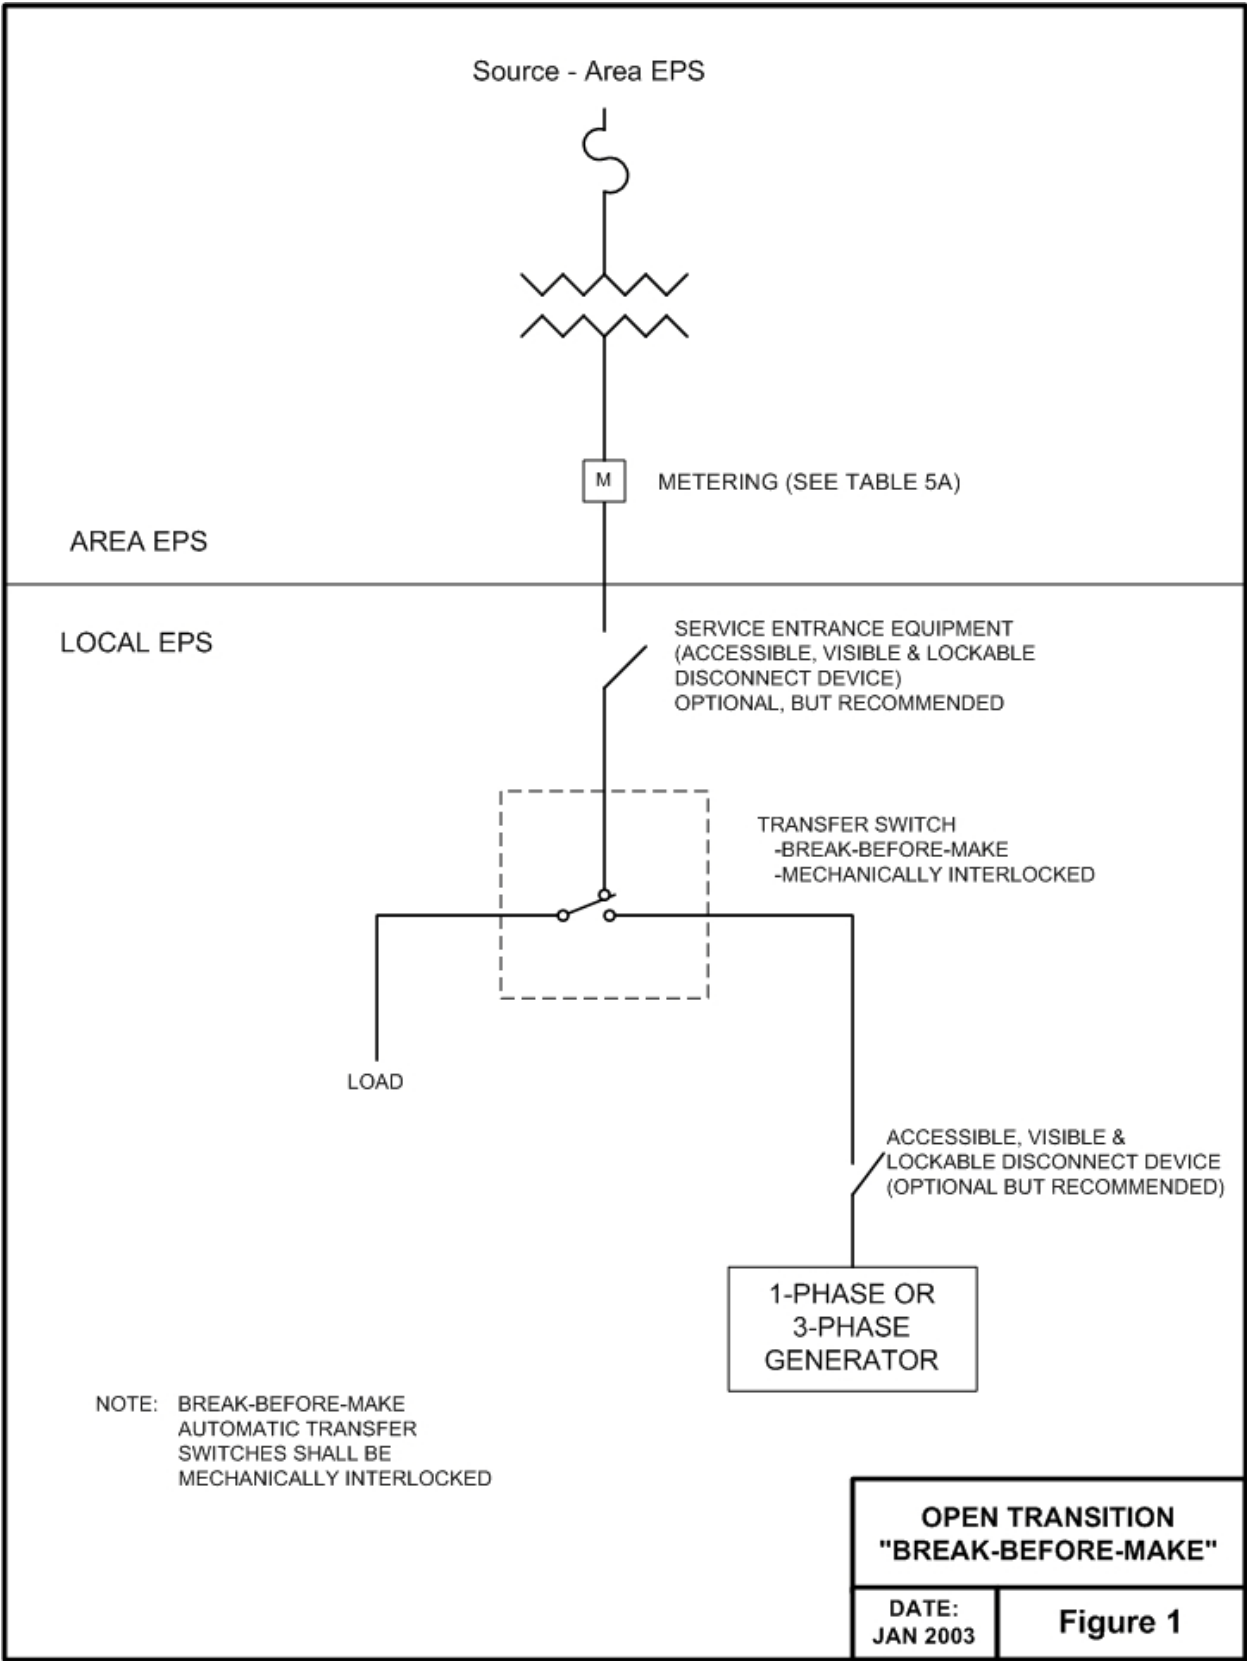 Source - Area EPS
M
METERING (SEE TABLE 5A)
AREA EPS
LOCAL EPS
SERVICE ENTRANCE EQUIPMENT
(ACCESSIBLE, VISIBLE & LOCKABLE
DISCONNECT DEVICE)
OPTIONAL, BUT RECOMMENDED
TRANSFER SWITCH
-BREAK-BEFORE-MAKE
-MECHANICALLY INTERLOCKED
LOAD
ACCESSIBLE, VISIBLE &
LOCKABLE DISCONNECT DEVICE
(OPTIONAL BUT RECOMMENDED)
1-PHASE OR
3-PHASE
GENERATOR
NOTE: BREAK-BEFORE-MAKE
AUTOMATIC TRANSFER
SWITCHES SHALL BE
MECHANICALLY INTERLOCKED
OPEN TRANSITION
"BREAK-BEFORE-MAKE"
DATE:
JAN 2003
Figure 1